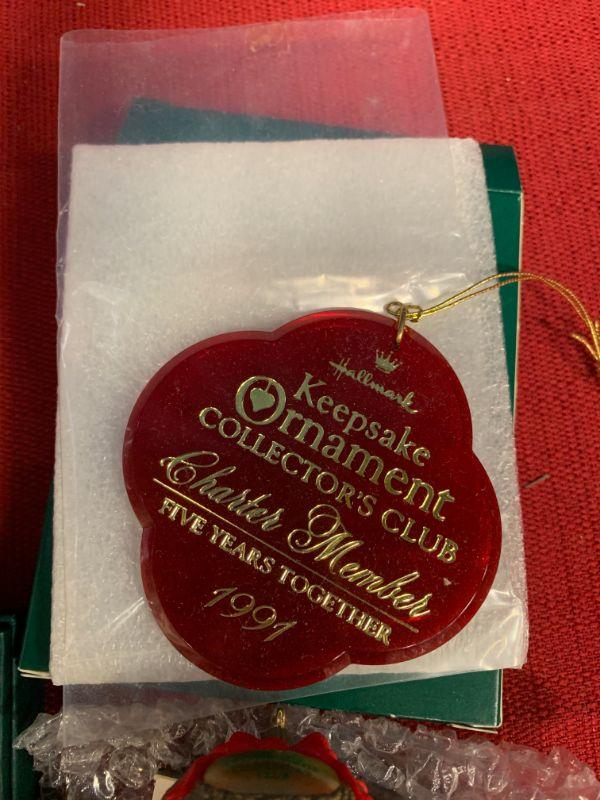 Hallmark
Keepsake
Ornament
COLLECTOR'S CLUB
Charter Member
FIVE YEARS TOGETHER
1991